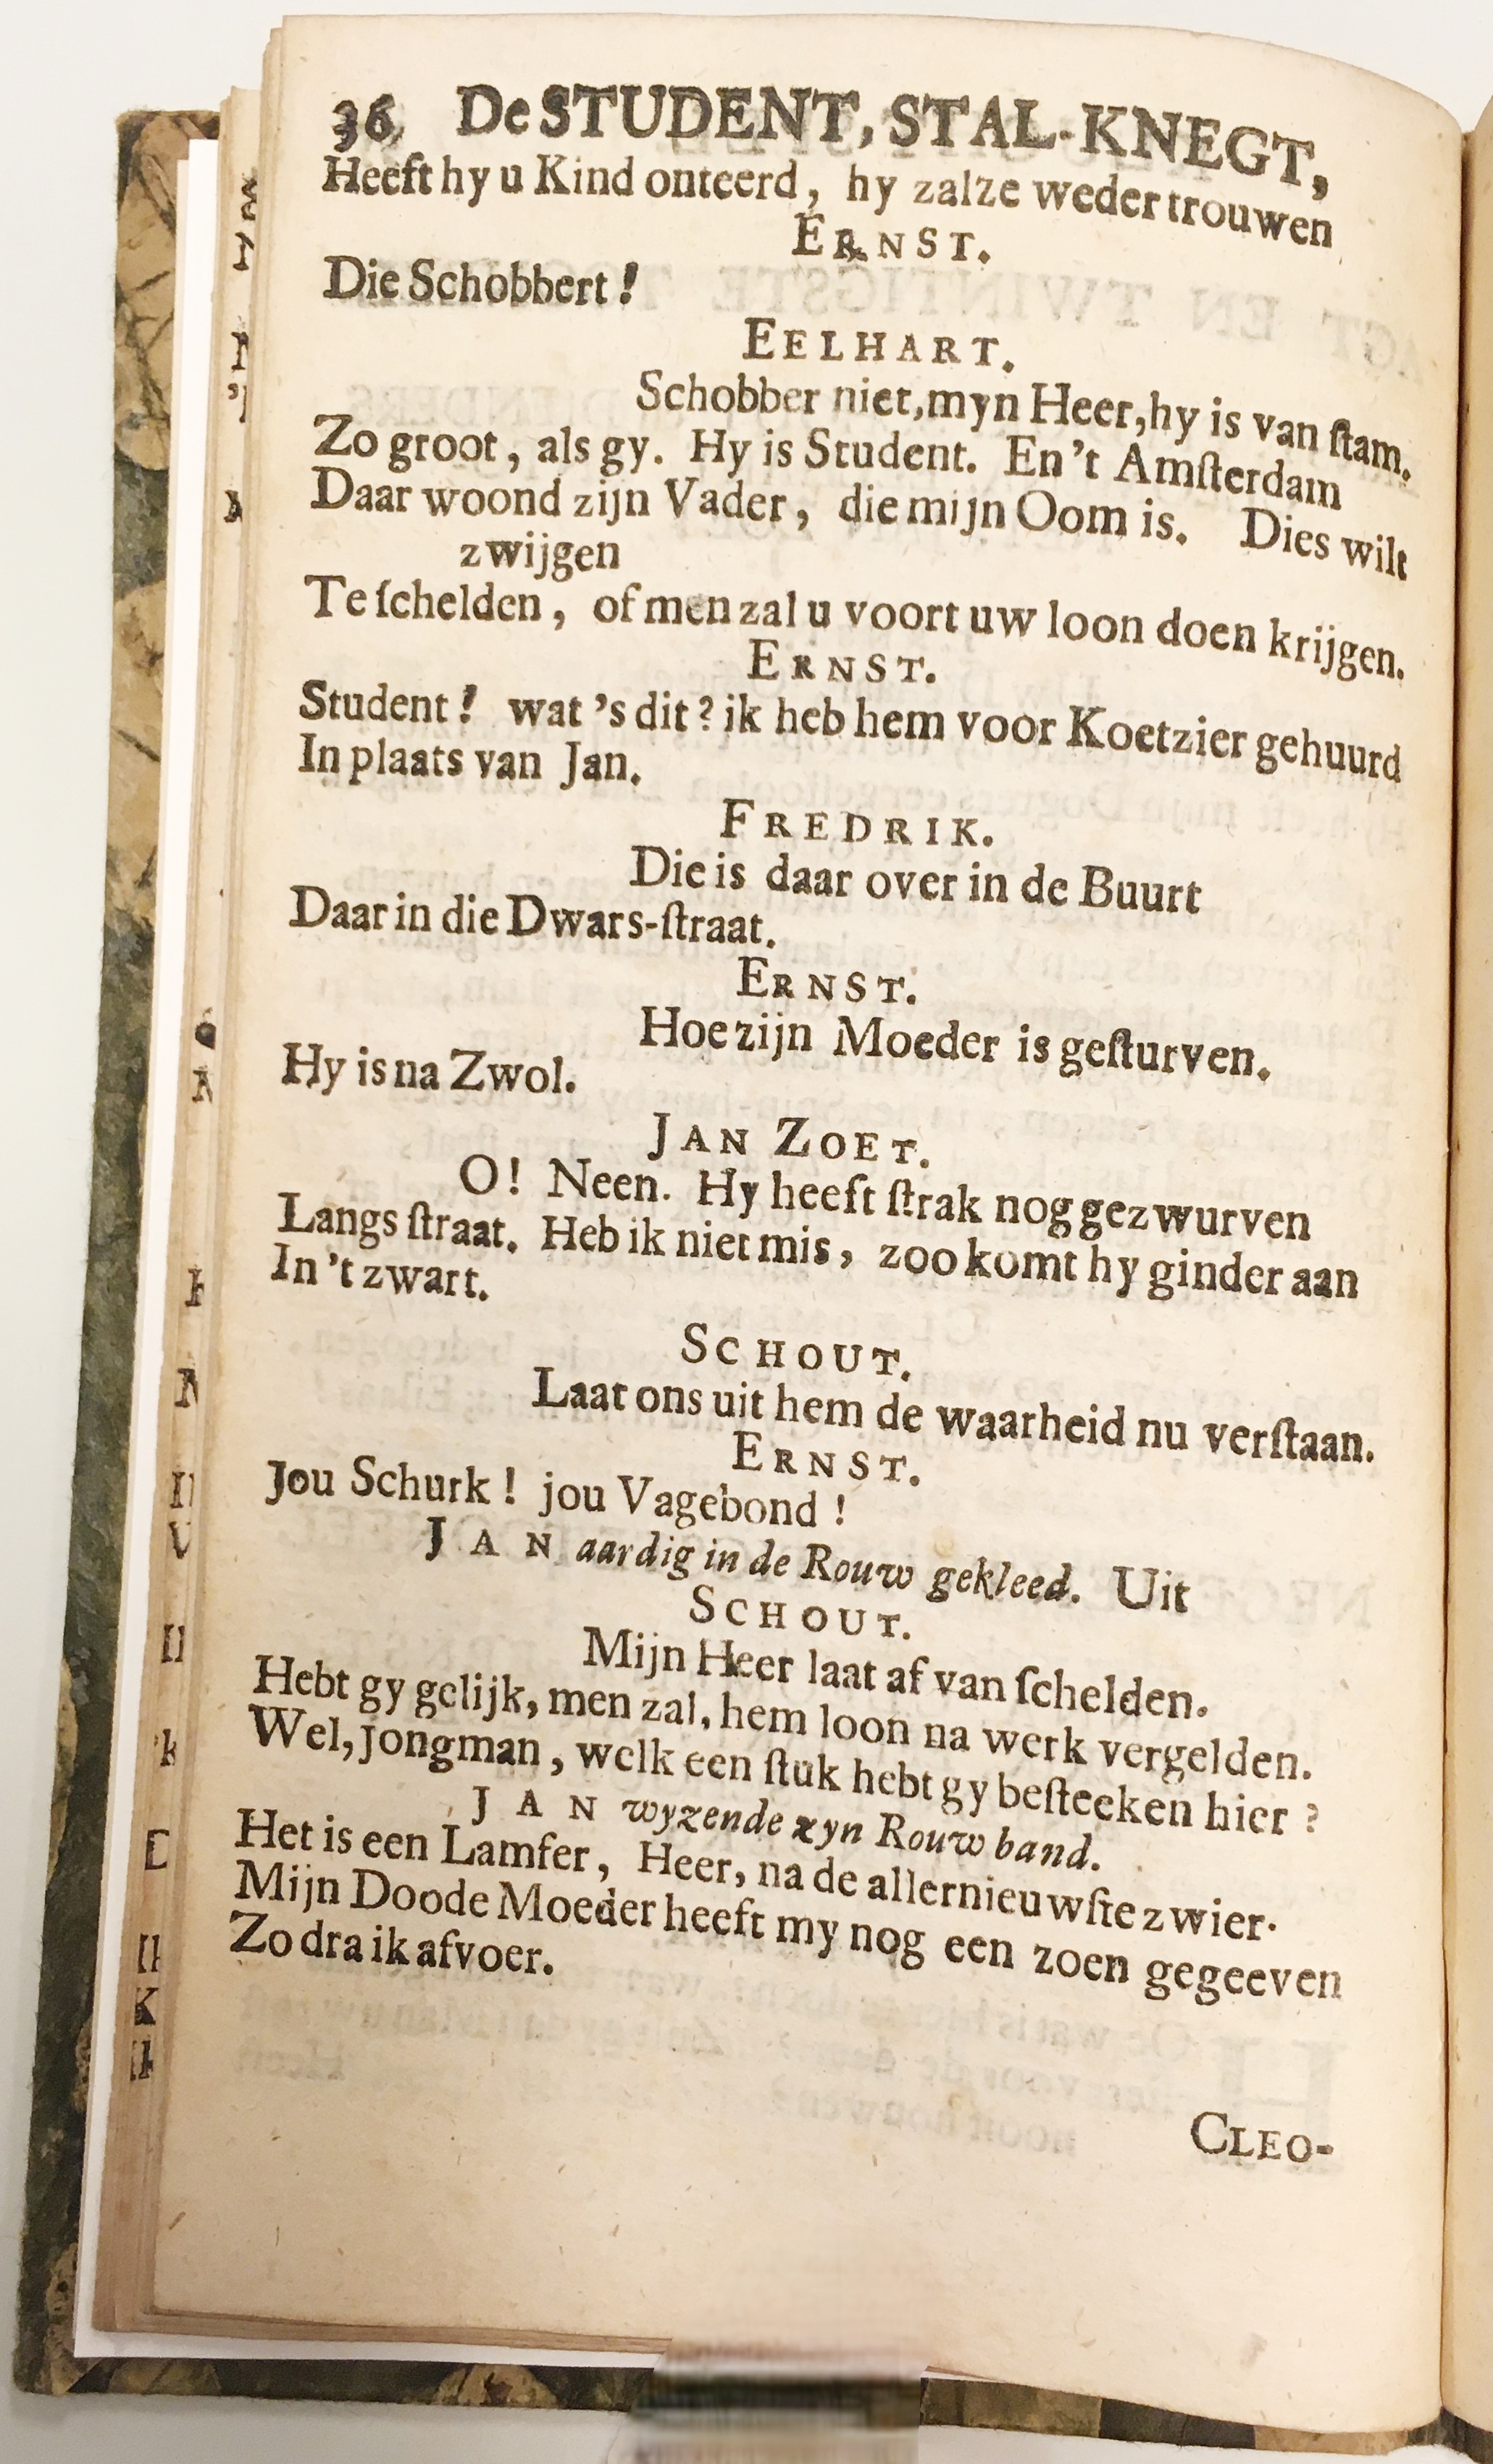 36 De STUDENT, STAL-KNEGT,
Heeft hy u Kind onteerd, hy zalze weder trouwen
ERNST.
Die Schobbert!
EELHART.
Schobber niet, myn Heer, hy is van ſtam.
Zo groot, als gy. Hy is Student. En 't Amſterdam
Daar woond zijn Vader, die mijn Oom is. Dies wilt
zwijgen
Te ſchelden, of men zal u voort uw loon doen krijgen.
ERNST.
Student! wat 's dit? ik heb hem voor Koetzier gehuurd
In plaats van Jan.
FREDRIK.
Die is daar over in de Buurt
Daar in die Dwars-ſtraat.
ERNST.
Hoe zijn Moeder is geſturven.
Hy is na Zwol.
JAN ZOET.
O! Neen. Hy heeft ſtrak nog gezwurven
Langs ſtraat. Heb ik niet mis, zoo komt hy ginder aan
In 't zwart.
SCHOUT.
Laat ons uit hem de waarheid nu verſtaan.
ERNST.
Jou Schurk! jou Vagebond!
JAN aardig in de Rouw gekleed. Uit
SCHOUT.
Mijn Heer laat af van ſchelden.
Hebt gy gelijk, men zal, hem loon na werk vergelden.
Wel, jongman, welk een ſtuk hebt gy beſteeken hier?
JAN wyzende zyn Rouw band.
Het is een Lamfer, Heer, na de allernieuwſte zwier.
Mijn Doode Moeder heeft my nog een zoen gegeeven
Zo dra ik afvoer.
CLEO-